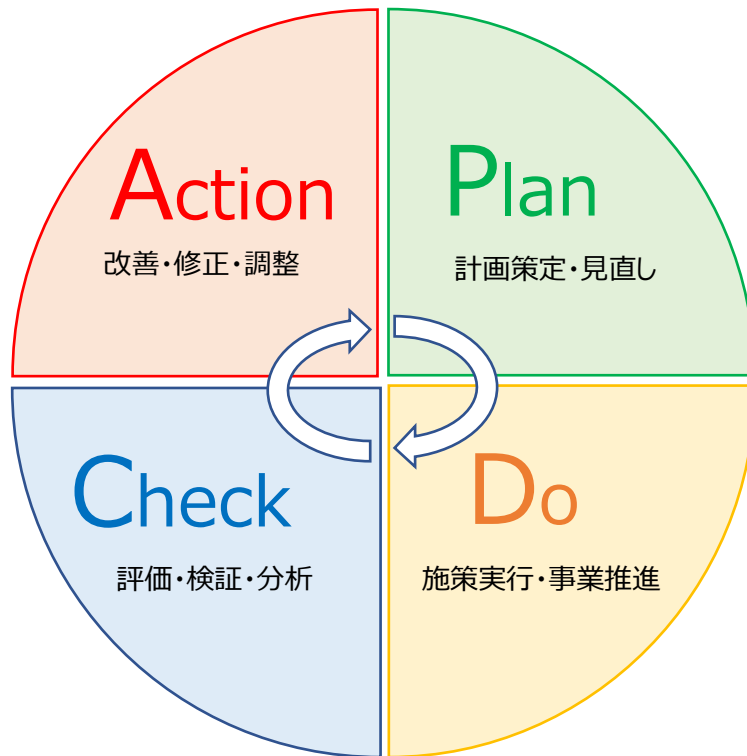 Action
改善・修正・調整
Plan
計画策定・見直し
Check
評価・検証・分析
Do
施策実行・事業推進